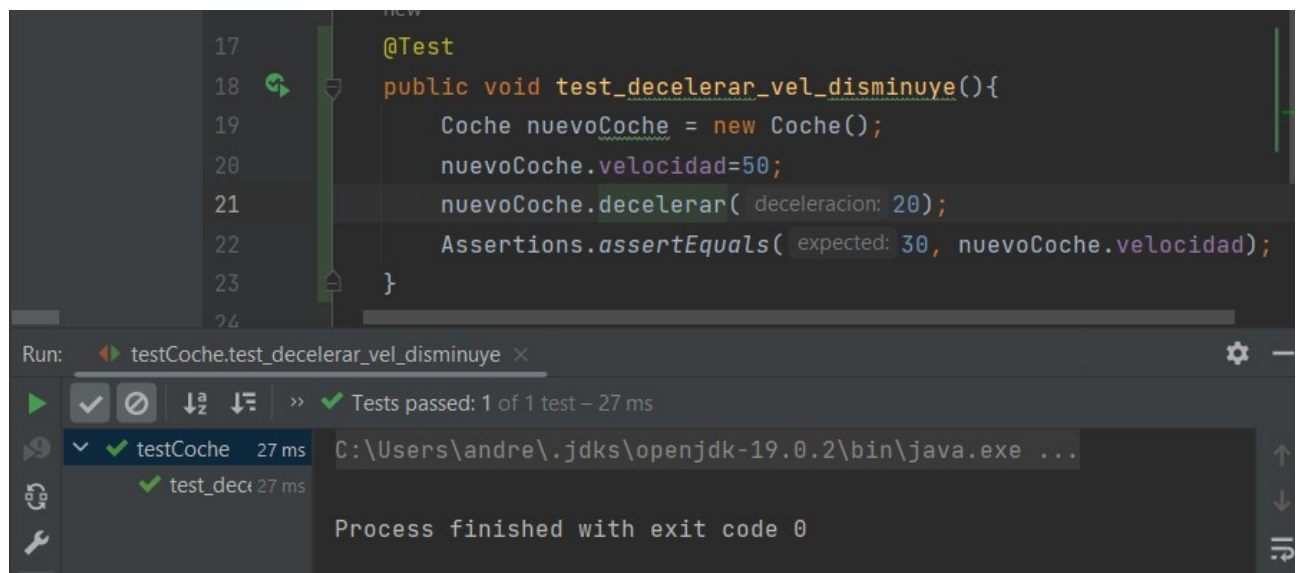 new
17 @Test
18 public void test_decelerar_vel_disminuye(){
19 Coche nuevoCoche = new Coche();
20 nuevoCoche.velocidad=50;
21 nuevoCoche.decelerar( deceleracion: 20);
22 Assertions.assertEquals( expected: 30, nuevoCoche.velocidad);
23 }
24
Run: testCoche.test_decelerar_vel_disminuye
Tests passed: 1 of 1 test – 27 ms
testCoche 27 ms
C:\Users\andre\.jdks\openjdk-19.0.2\bin\java.exe ...
test_dece 27 ms
Process finished with exit code 0